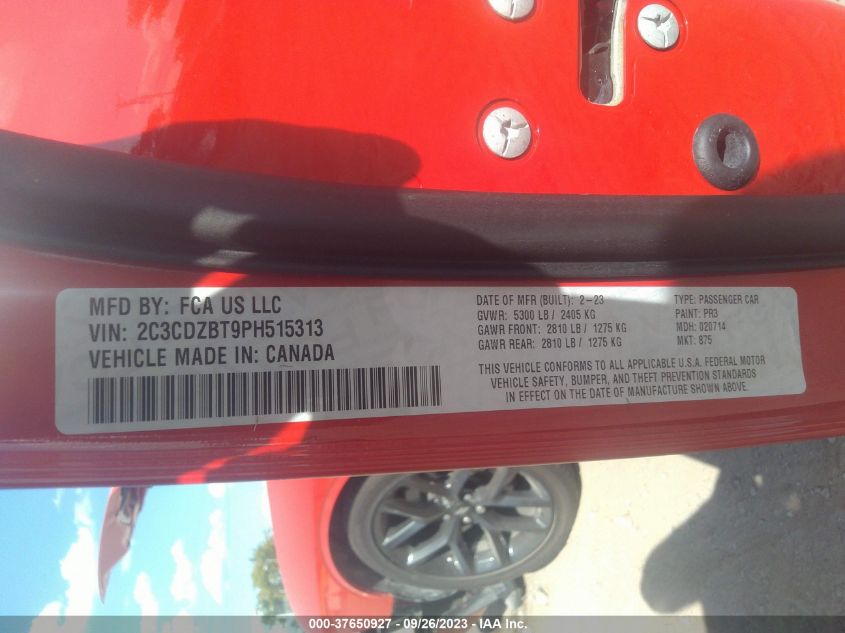 MFD BY: FCA US LLC
VIN: 2C3CDZBT9PH515313
VEHICLE MADE IN: CANADA
DATE OF MFR (BUILT): 2-23
GVWR: 5300 LB / 2405 KG
GAWR FRONT: 2810 LB / 1275 KG
GAWR REAR: 2810 LB / 1275 KG
TYPE: PASSENGER CAR
PAINT: PR3
MDH: 020714
MKT: 875
THIS VEHICLE CONFORMS TO ALL APPLICABLE U.S.A. FEDERAL MOTOR
VEHICLE SAFETY, BUMPER, AND THEFT PREVENTION STANDARDS
IN EFFECT ON THE DATE OF MANUFACTURE SHOWN ABOVE.
000-37650927 - 09/26/2023 - IAA Inc.